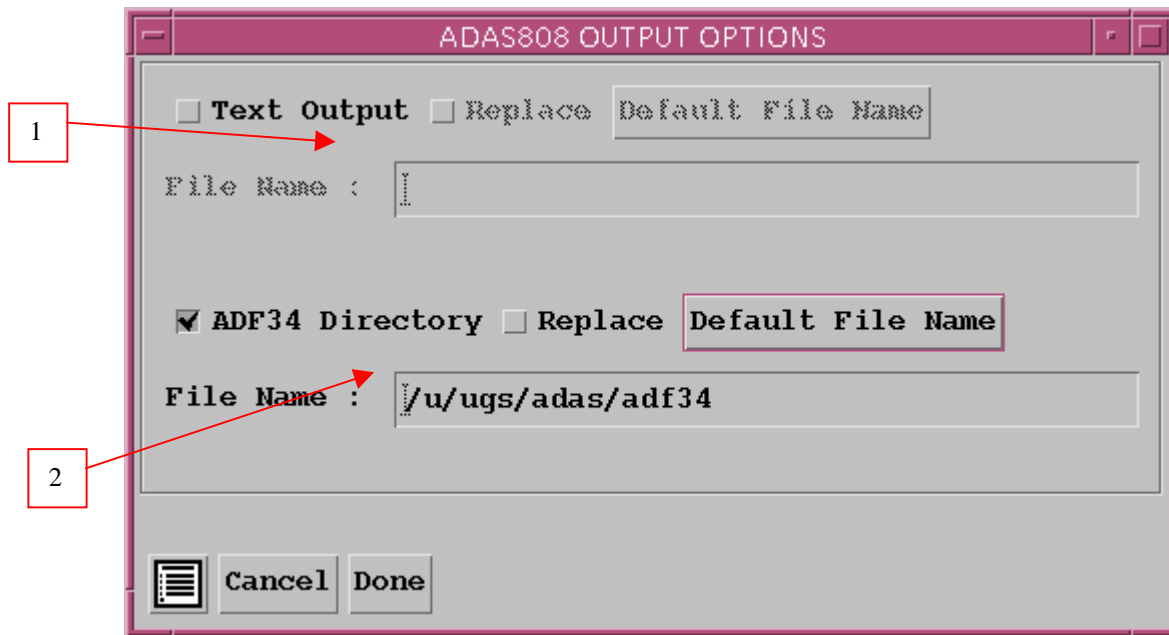 ADAS808 OUTPUT OPTIONS
1
Text Output Replace Default File Name
File Name :
ADF34 Directory Replace Default File Name
File Name : /u/ugs/adas/adf34
2
Cancel Done